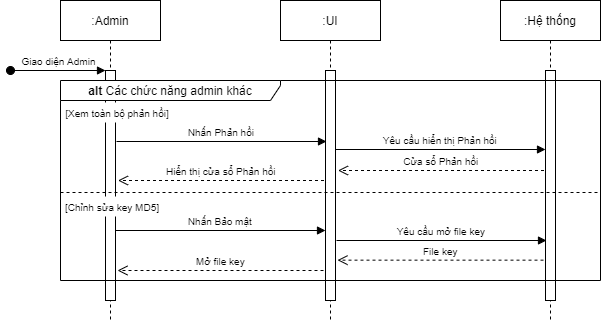 :Admin
:UI
:Hệ thống
Giao diện Admin
alt Các chức năng admin khác
[Xem toàn bộ phản hồi]
Nhấn Phản hồi
Yêu cầu hiển thị Phản hồi
Cửa sổ Phản hồi
Hiển thị cửa sổ Phản hồi
[Chỉnh sửa key MD5]
Nhấn Bảo mật
Yêu cầu mở file key
File key
Mở file key